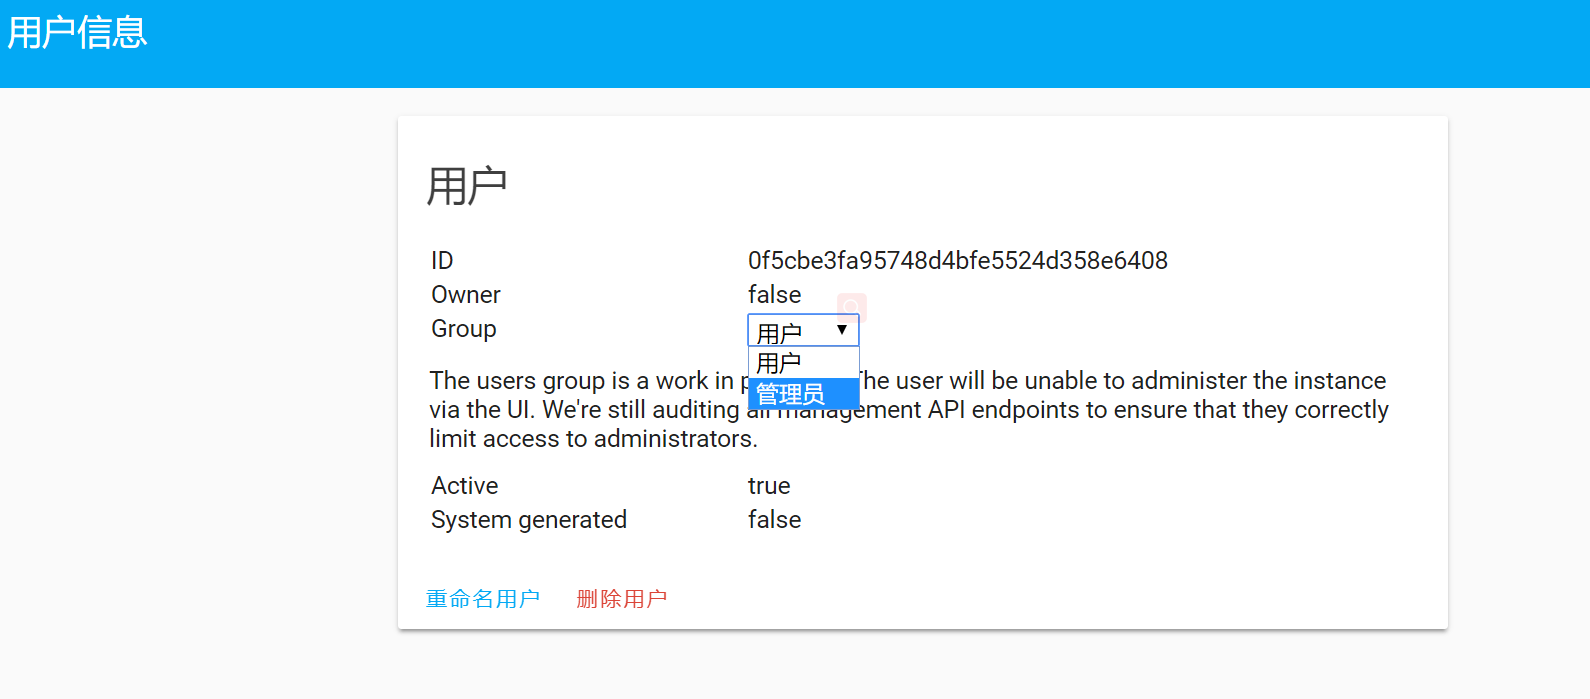 用户信息
用户
ID 0f5cbe3fa95748d4bfe5524d358e6408
Owner false
Group 用户
用户
管理员
The users group is a work in p he user will be unable to administer the instance
via the UI. We're still auditing all management API endpoints to ensure that they correctly
limit access to administrators.
Active true
System generated false
重命名用户 删除用户